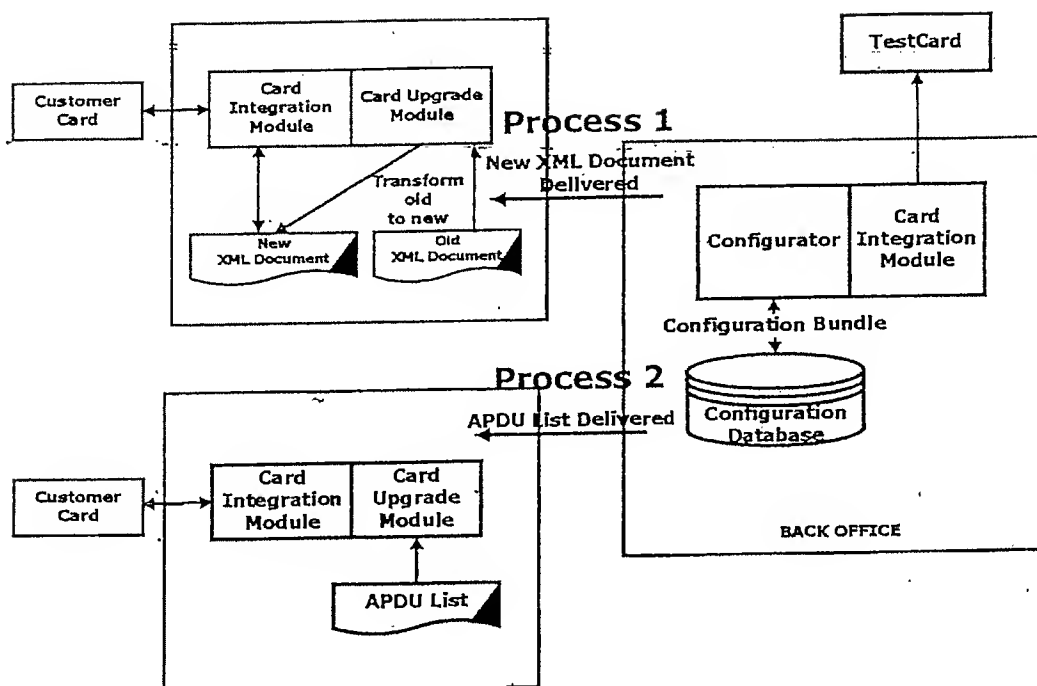 TestCard
Customer
Card
Card
Integration
Module
Card Upgrade
Module
Process 1
New XML Document
Delivered
Transform
old
to new
New
XML Document
Old
XML Document
Configurator
Card
Integration
Module
Configuration Bundle
Configuration
Database
Process 2
APDU List Delivered
Customer
Card
Card
Integration
Module
Card
Upgrade
Module
APDU List
BACK OFFICE